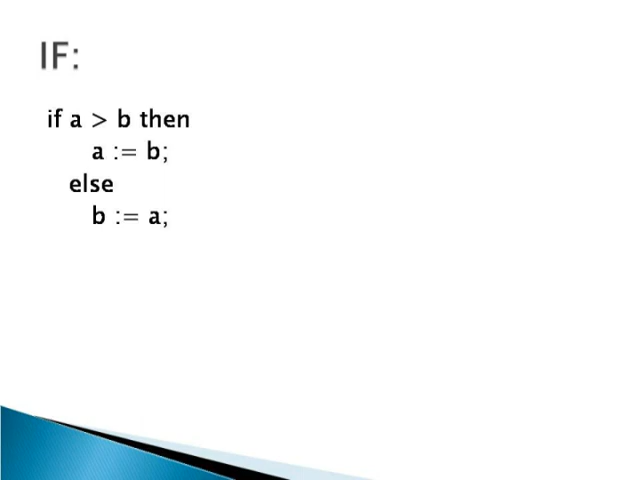 IF:
if a > b then
a := b;
else
b := a;